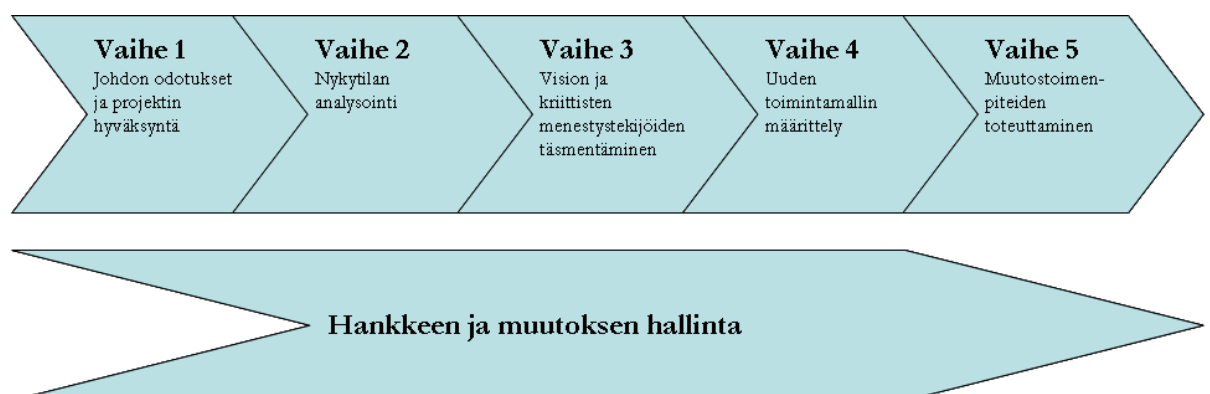 Vaihe 1
Johdon odotukset
ja projektin
hyväksyntä
Vaihe 2
Nykytilan
analysointi
Vaihe 3
Vision ja
kriittisten
menestystekijöiden
täsmentäminen
Vaihe 4
Uuden
toimintamallin
määrittely
Vaihe 5
Muutostoimen-
piteiden
toteuttaminen
Hankkeen ja muutoksen hallinta